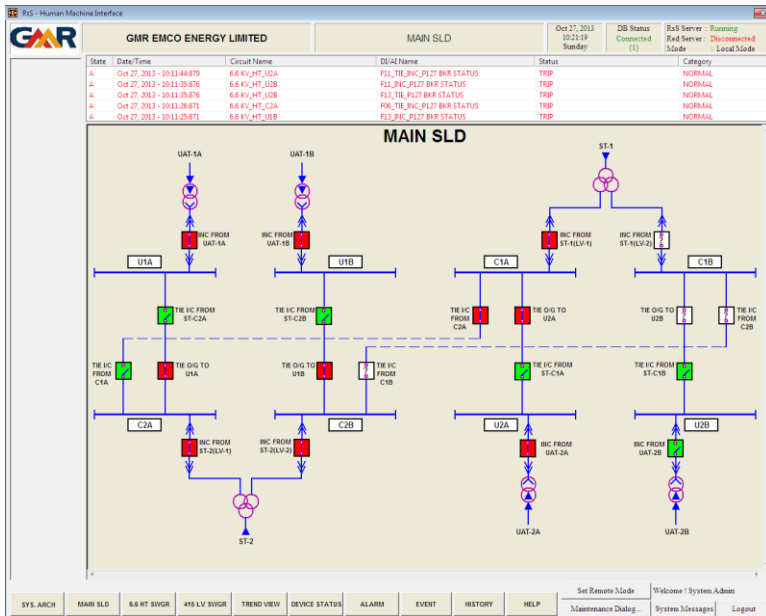 RsS - Human Machine Interface
GMR
GMR EMCO ENERGY LIMITED
MAIN SLD
Oct 27, 2013
10:21:19
Sunday
DB Status
Connected
(1)
RsS Server : Running
Red Server : Disconnected
Mode : Local Mode
State Date/Time Circuit Name DI/AI Name Status Category
A Oct 27, 2013 - 10:11:44:679 6.6 KV_HT_U2A F11_TIE_INC_P127 BKR STATUS TRIP NORMAL
A Oct 27, 2013 - 10:11:35:676 6.6 KV_HT_U2B F11_INC_P127 BKR STATUS TRIP NORMAL
A Oct 27, 2013 - 10:11:35:676 6.6 KV_HT_U2B F13_TIE_P127 BKR STATUS TRIP NORMAL
A Oct 27, 2013 - 10:11:26:671 6.6 KV_HT_C2A F06_TIE_INC_P127 BKR STATUS TRIP NORMAL
A Oct 27, 2013 - 10:11:25:671 6.6 KV_HT_U1B F13_INC_P127 BKR STATUS TRIP NORMAL
MAIN SLD
UAT-1A
UAT-1B
ST-1
INC FROM
UAT-1A
INC FROM
UAT-1B
INC FROM
ST-1(LV-1)
INC FROM
ST-1(LV-2)
U1A
U1B
C1A
C1B
TIE I/C FROM
ST-C2A
TIE I/C FROM
ST-C2B
TIE I/C
FROM
C2A
TIE O/G TO
U2A
TIE O/G TO
U2B
TIE I/C
FROM
C2B
TIE I/C
FROM
C1A
TIE O/G TO
U1A
TIE O/G TO
U1B
TIE I/C
FROM
C1B
TIE I/C FROM
ST-C1A
TIE I/C FROM
ST-C1B
C2A
C2B
U2A
U2B
INC FROM
ST-2(LV-1)
INC FROM
ST-2(LV-2)
INC FROM
UAT-2A
INC FROM
UAT-2B
ST-2
UAT-2A
UAT-2B
SYS. ARCH
MAIN SLD
6.6 HT SWGR
415 LV SWGR
TREND VIEW
DEVICE STATUS
ALARM
EVENT
HISTORY
HELP
Set Remote Mode
Welcome ! System Admin
Maintenance Dialog...
System Messages
Logout